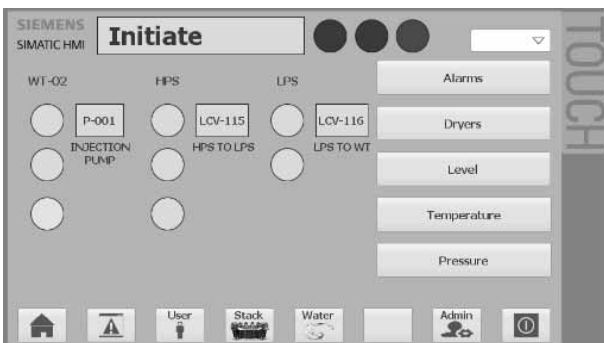 SIEMENS
SIMATIC HMI
Initiate
TOUCH
WT-02
HPS
LPS
Alarms
P-001
LCV-115
LCV-116
Dryers
INJECTION
PUMP
HPS TO LPS
LPS TO WT
Level
Temperature
Pressure
User
Stack
Water
Admin